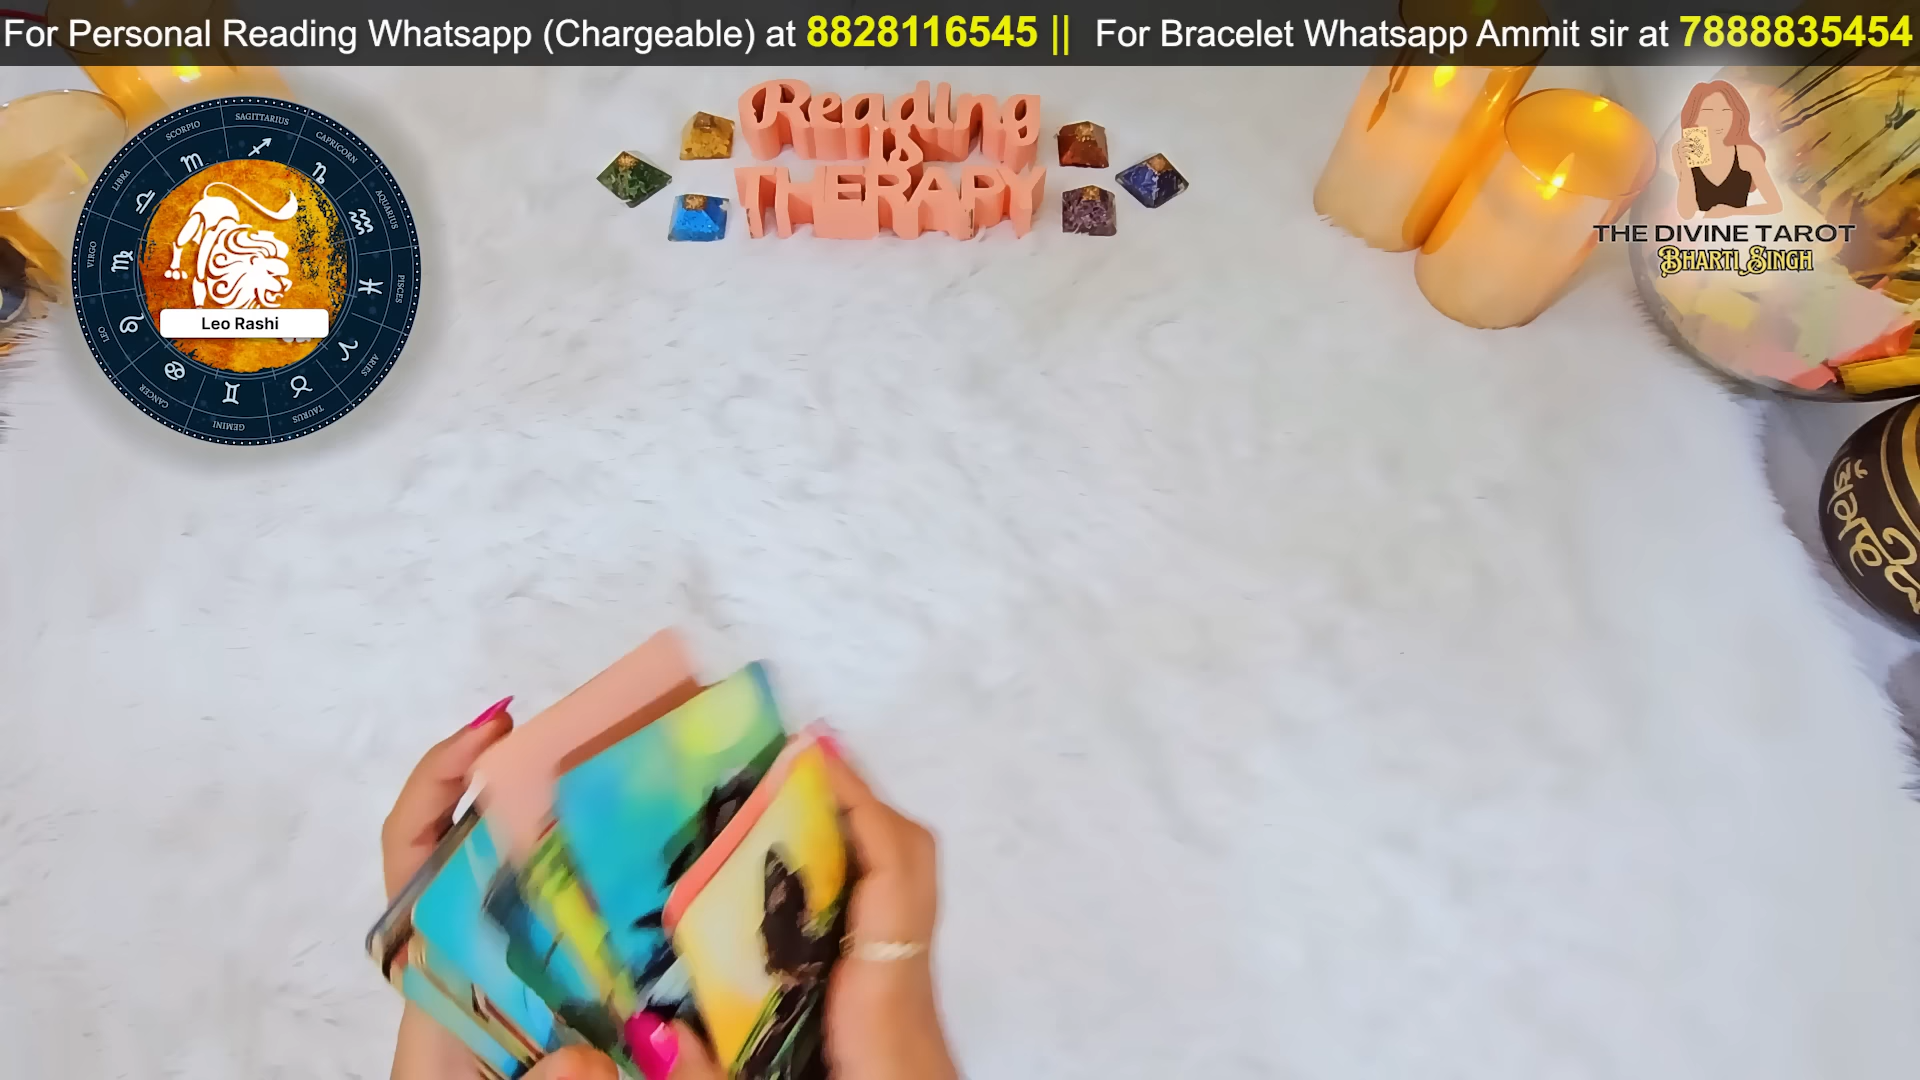 For Personal Reading Whatsapp (Chargeable) at 8828116545 || For Bracelet Whatsapp Ammit sir at 7888835454
Reading
is
THERAPY
SAGITTARIUS
CAPRICORN
AQUARIUS
PISCES
ARIES
TAURUS
GEMINI
CANCER
LEO
VIRGO
LIBRA
SCORPIO
Leo Rashi
THE DIVINE TAROT
BHARTI SINGH